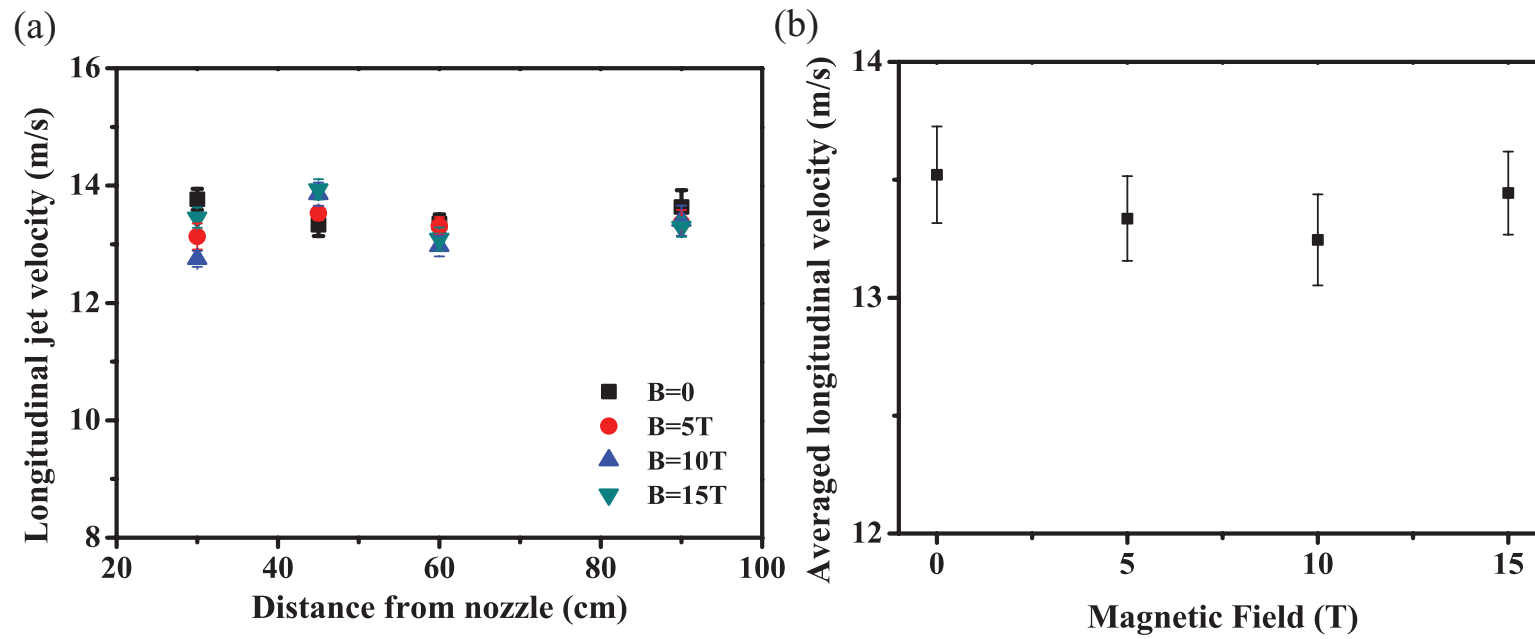 (a)
Longitudinal jet velocity (m/s)
16
14
12
10
8
20
40
60
80
100
Distance from nozzle (cm)
B=0
B=5T
B=10T
B=15T
(b)
Averaged longitudinal velocity (m/s)
14
13
12
0
5
10
15
Magnetic Field (T)